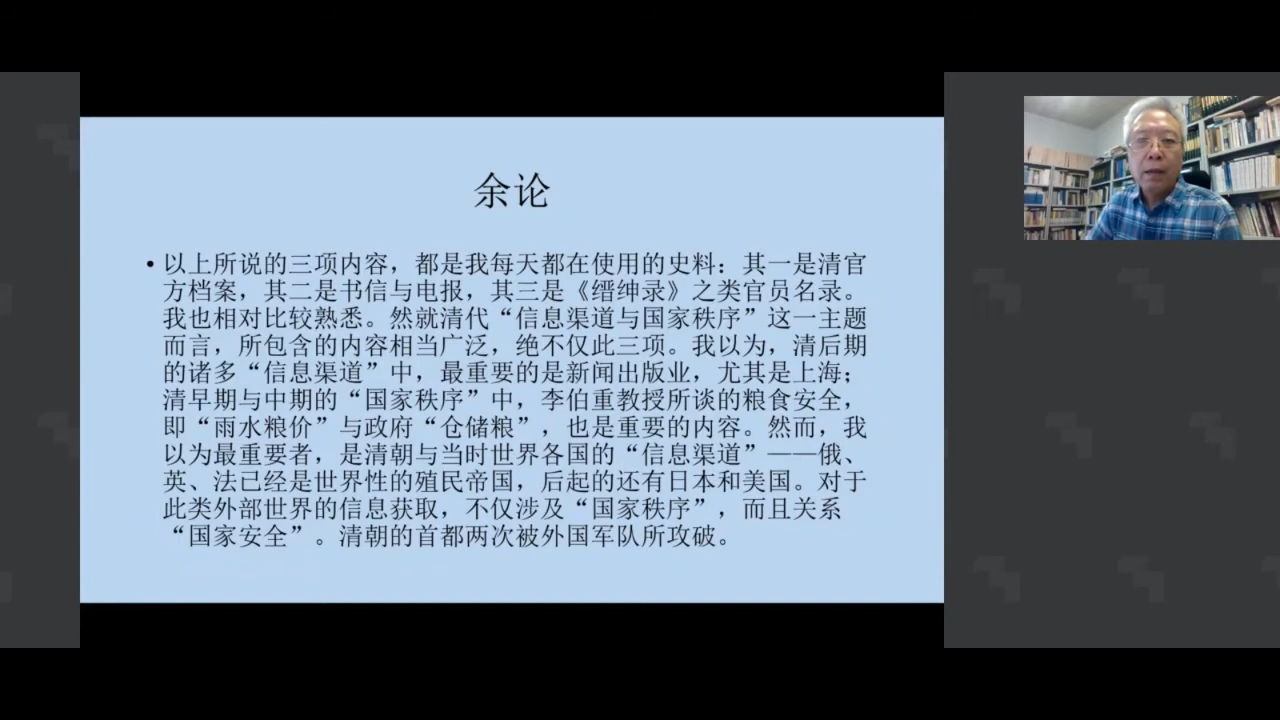 余论
• 以上所说的三项内容，都是我每天都在使用的史料：其一是清官
方档案，其二是书信与电报，其三是《缙绅录》之类官员名录。
我也相对比较熟悉。然就清代“信息渠道与国家秩序”这一主题
而言，所包含的内容相当广泛，绝不仅此三项。我以为，清后期
的诸多“信息渠道”中，最重要的是新闻出版业，尤其是上海；
清早期与中期的“国家秩序”中，李伯重教授所谈的粮食安全，
即“雨水粮价”与政府“仓储粮”，也是重要的内容。然而，我
以为最重要者，是清朝与当时世界各国的“信息渠道”——俄、
英、法已经是世界性的殖民帝国，后起的还有日本和美国。对于
此类外部世界的信息获取，不仅涉及“国家秩序”，而且关系
“国家安全”。清朝的首都两次被外国军队所攻破。